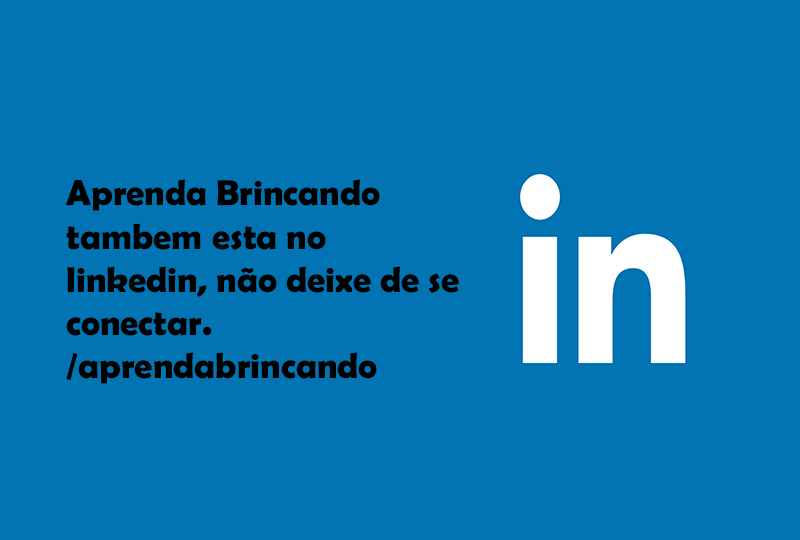 Aprenda Brincando
tambem esta no
linkedin, não deixe de se
conectar.
/aprendabrincando
in